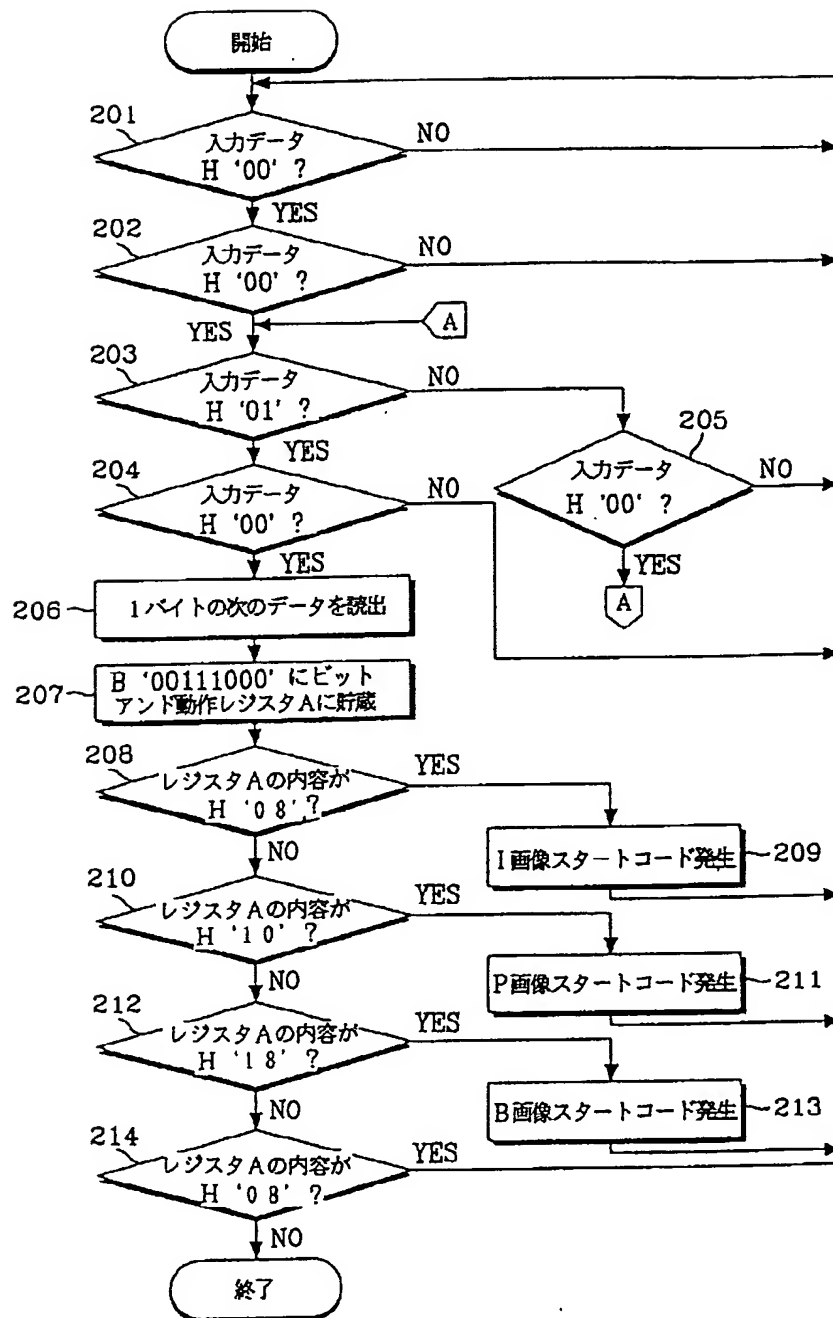 開始
201
入力データ
H '00' ?
NO
YES
202
入力データ
H '00' ?
NO
YES
A
203
入力データ
H '01' ?
NO
YES
205
入力データ
H '00' ?
NO
YES
A
204
入力データ
H '00' ?
NO
YES
206
1バイトの次のデータを読出
207
B '00111000' にビット
アンド動作レジスタAに貯蔵
208
レジスタAの内容が
H '08' ?
YES
NO
I画像スタートコード発生
209
210
レジスタAの内容が
H '10' ?
YES
NO
P画像スタートコード発生
211
212
レジスタAの内容が
H '18' ?
YES
NO
B画像スタートコード発生
213
214
レジスタAの内容が
H '08' ?
YES
NO
終了